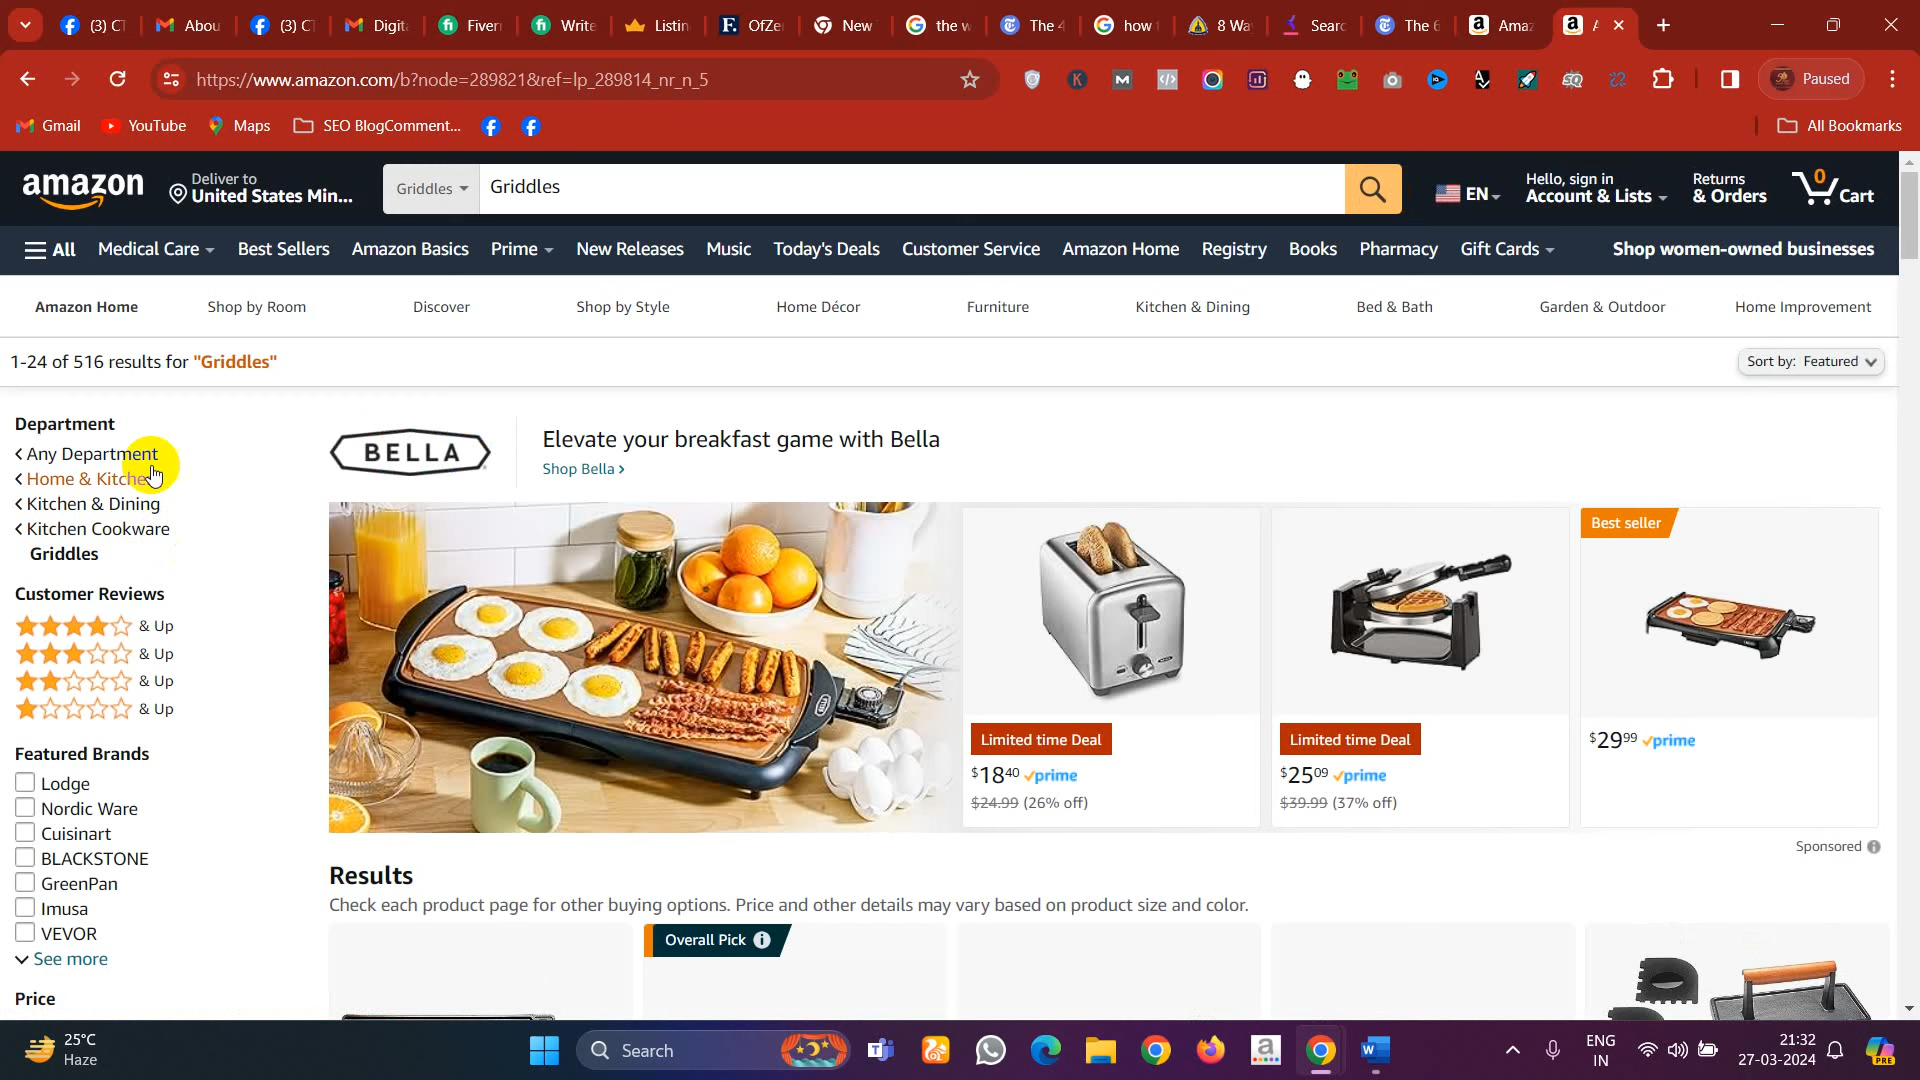 (3) C
Abou
(3) C
Digit
Fiver
Write
Listin
OfZe
New
the w
The 4
how
8 Wa
Searc
The 6
Amaz
https://www.amazon.com/b?node=289821&ref=lp_289814_nr_n_5
Paused
Gmail YouTube Maps SEO BlogComment... All Bookmarks
amazon
Deliver to
United States Min...
Griddles
Griddles
EN
Hello, sign in
Account & Lists
Returns
& Orders
0
Cart
All Medical Care Best Sellers Amazon Basics Prime New Releases Music Today's Deals Customer Service Amazon Home Registry Books Pharmacy Gift Cards Shop women-owned businesses
Amazon Home Shop by Room Discover Shop by Style Home Décor Furniture Kitchen & Dining Bed & Bath Garden & Outdoor Home Improvement
1-24 of 516 results for "Griddles"
Sort by: Featured
Department
Any Department
Home & Kitche
Kitchen & Dining
Kitchen Cookware
Griddles
Customer Reviews
& Up
& Up
& Up
& Up
Featured Brands
Lodge
Nordic Ware
Cuisinart
BLACKSTONE
GreenPan
Imusa
VEVOR
See more
Price
BELLA
Elevate your breakfast game with Bella
Shop Bella ›
Limited time Deal
$18.40 prime
$24.99 (26% off)
Limited time Deal
$25.09 prime
$39.99 (37% off)
Best seller
$29.99 prime
Sponsored
Results
Check each product page for other buying options. Price and other details may vary based on product size and color.
Overall Pick
25°C
Haze
Search
ENG
IN
21:32
27-03-2024
PRE